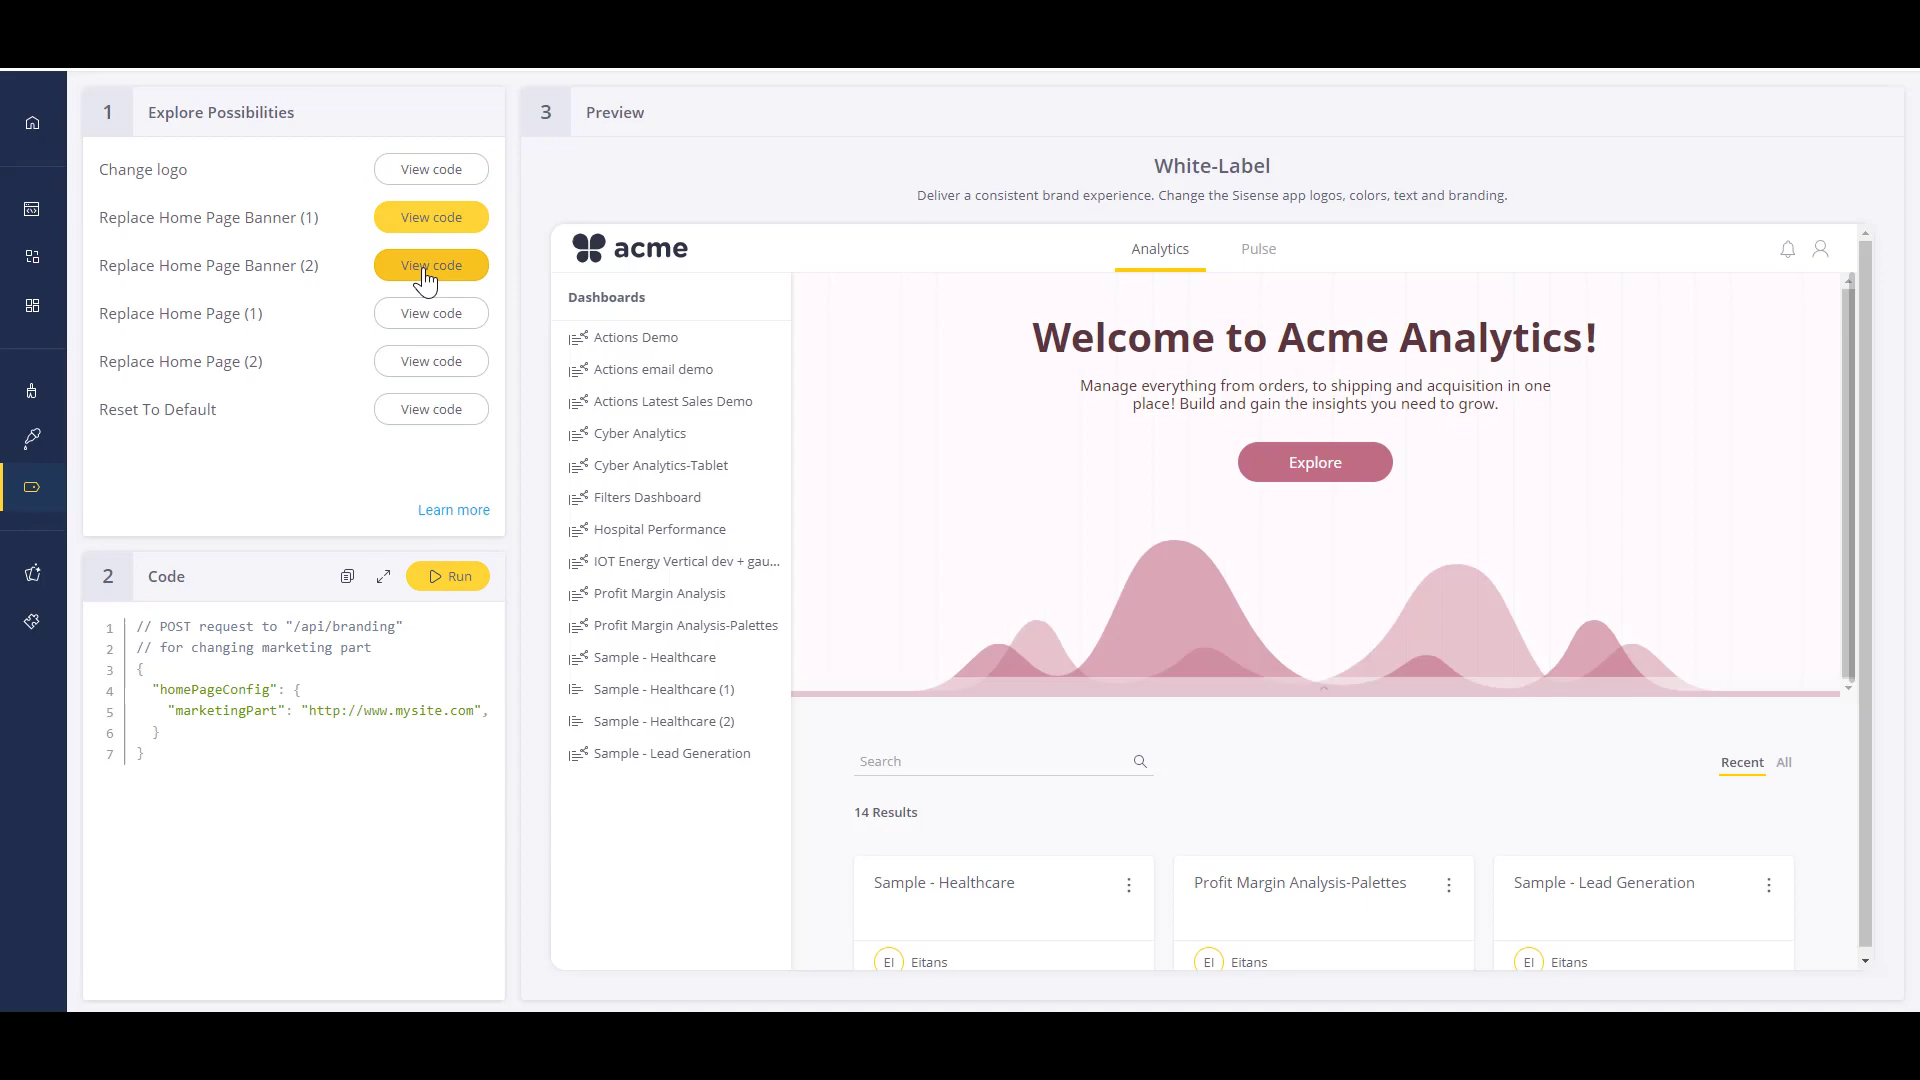 1
Explore Possibilities
Change logo
View code
Replace Home Page Banner (1)
View code
Replace Home Page Banner (2)
View code
Replace Home Page (1)
View code
Replace Home Page (2)
View code
Reset To Default
View code
Learn more
2
Code
Run
1 // POST request to "/api/branding"
2 // for changing marketing part
3 {
4 "homePageConfig": {
5 "marketingPart": "http://www.mysite.com",
6 }
7 }
3
Preview
White-Label
Deliver a consistent brand experience. Change the Sisense app logos, colors, text and branding.
acme
Analytics
Pulse
Dashboards
Actions Demo
Actions email demo
Actions Latest Sales Demo
Cyber Analytics
Cyber Analytics-Tablet
Filters Dashboard
Hospital Performance
IOT Energy Vertical dev + gau...
Profit Margin Analysis
Profit Margin Analysis-Palettes
Sample - Healthcare
Sample - Healthcare (1)
Sample - Healthcare (2)
Sample - Lead Generation
Welcome to Acme Analytics!
Manage everything from orders, to shipping and acquisition in one
place! Build and gain the insights you need to grow.
Explore
Search
Recent
All
14 Results
Sample - Healthcare
EI Eitans
Profit Margin Analysis-Palettes
EI Eitans
Sample - Lead Generation
EI Eitans